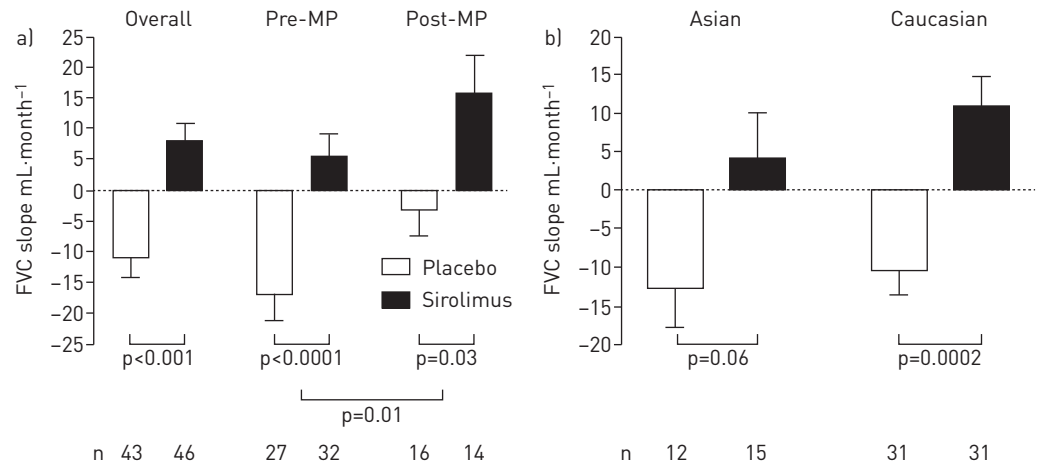 a)
Overall Pre-MP Post-MP
FVC slope mL·month⁻¹
25
20
15
10
5
0
−5
−10
−15
−20
−25
Placebo
Sirolimus
p<0.001 p<0.0001 p=0.03
p=0.01
n 43 46 27 32 16 14
b)
Asian Caucasian
FVC slope mL·month⁻¹
20
15
10
5
0
−5
−10
−15
−20
p=0.06 p=0.0002
n 12 15 31 31